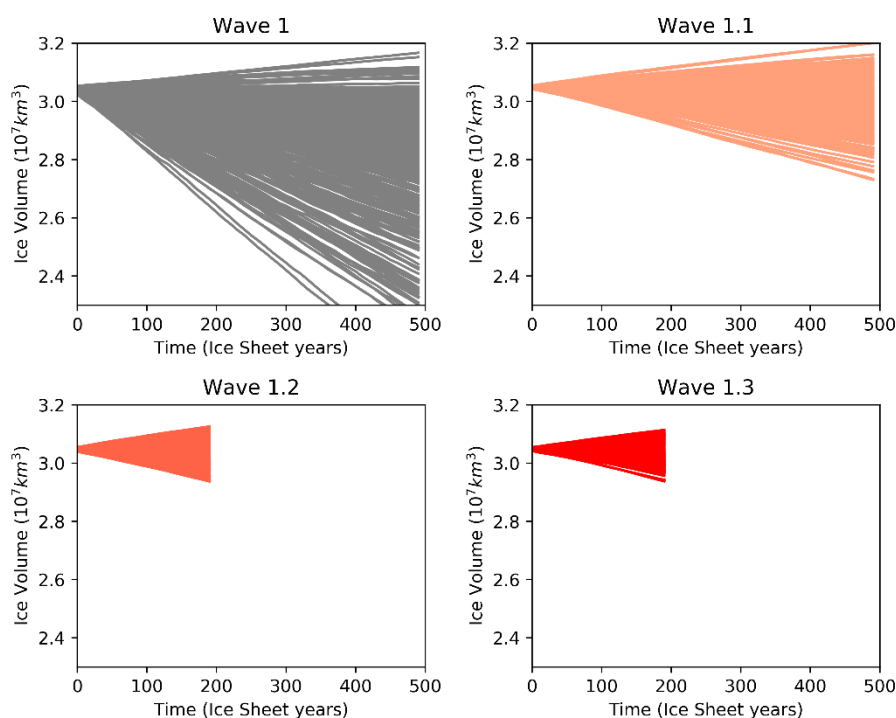 Wave 1
3.2
3.0
2.8
2.6
2.4
Ice Volume (10⁷km³)
0 100 200 300 400 500
Time (Ice Sheet years)
Wave 1.1
3.2
3.0
2.8
2.6
2.4
Ice Volume (10⁷km³)
0 100 200 300 400 500
Time (Ice Sheet years)
Wave 1.2
3.2
3.0
2.8
2.6
2.4
Ice Volume (10⁷km³)
0 100 200 300 400 500
Time (Ice Sheet years)
Wave 1.3
3.2
3.0
2.8
2.6
2.4
Ice Volume (10⁷km³)
0 100 200 300 400 500
Time (Ice Sheet years)